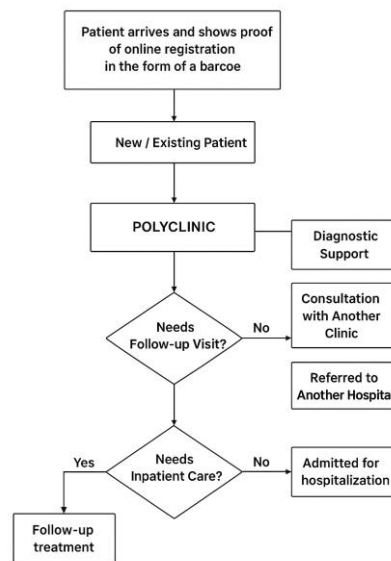 Patient arrives and shows proof
of online registration
in the form of a barcoe
New / Existing Patient
POLYCLINIC
Diagnostic
Support
Needs
Follow-up Visit?
No
Consultation
with Another
Clinic
Referred to
Another Hospital
Needs
Inpatient Care?
Yes
No
Admitted for
hospitalization
Follow-up
treatment